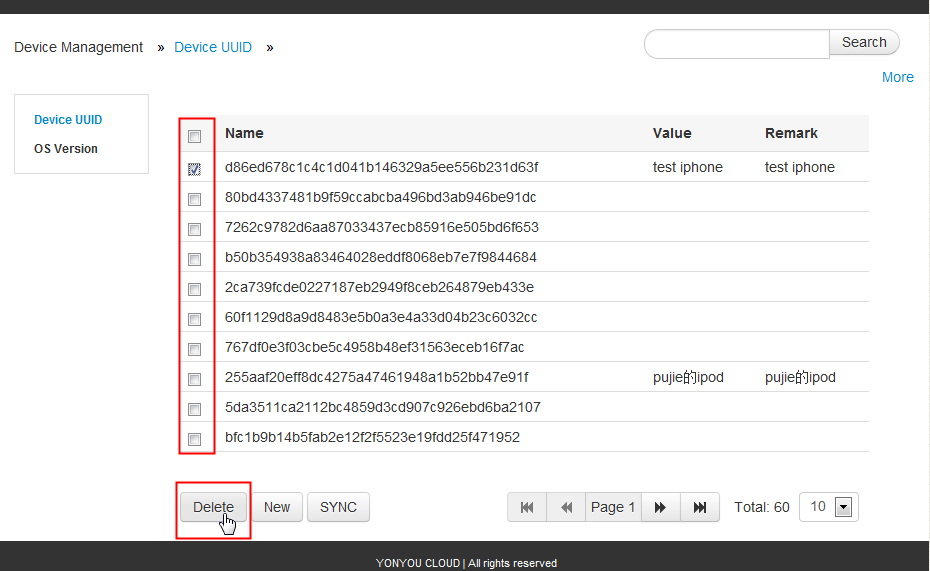 Device Management » Device UUID »
Search
More
Device UUID
OS Version
Name Value Remark
d86ed678c1c4c1d041b146329a5ee556b231d63f test iphone test iphone
80bd4337481b9f59ccabcba496bd3ab946be91dc
7262c9782d6aa87033437ecb85916e505bd6f653
b50b354938a83464028eddf8068eb7e7f9844684
2ca739fcde0227187eb2949f8ceb264879eb433e
60f1129d8a9d8483e5b0a3e4a33d04b23c6032cc
767df0e3f03cbe5c4958b48ef31563eceb16f7ac
255aaf20eff8dc4275a47461948a1b52bb47e91f pujie的ipod pujie的ipod
5da3511ca2112bc4859d3cd907c926ebd6ba2107
bfc1b9b14b5fab2e12f2f5523e19fdd25f471952
Delete New SYNC Page 1 Total: 60 10
YONYOU CLOUD | All rights reserved